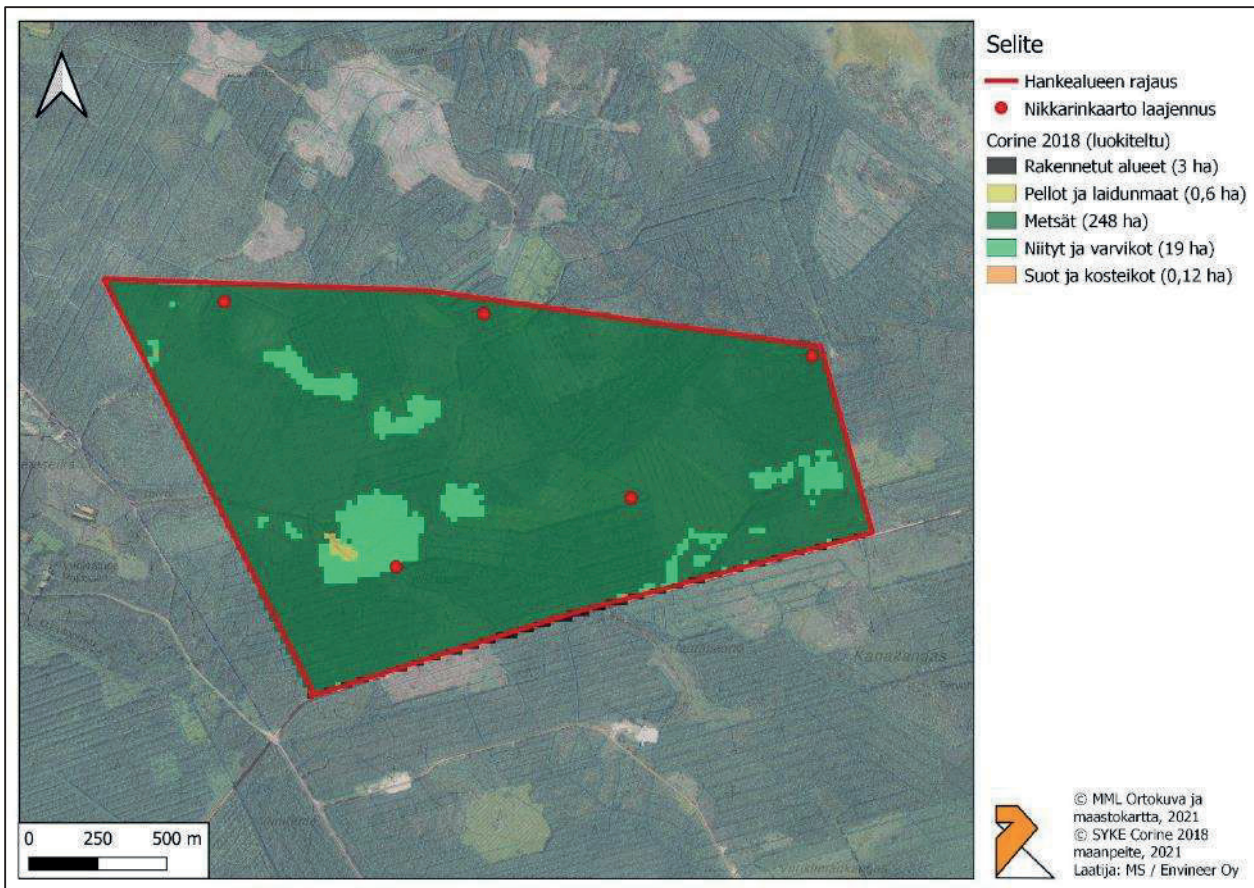 Selite
Hankealueen rajaus
Nikkarinkaarto laajennus
Corine 2018 (luokiteltu)
Rakennetut alueet (3 ha)
Pellot ja laidunmaat (0,6 ha)
Metsät (248 ha)
Niityt ja varvikot (19 ha)
Suot ja kosteikot (0,12 ha)
Kanakangas
0 250 500 m
© MML Ortokuva ja
maastokartta, 2021
© SYKE Corine 2018
maanpeite, 2021
Laatija: MS / Envineer Oy